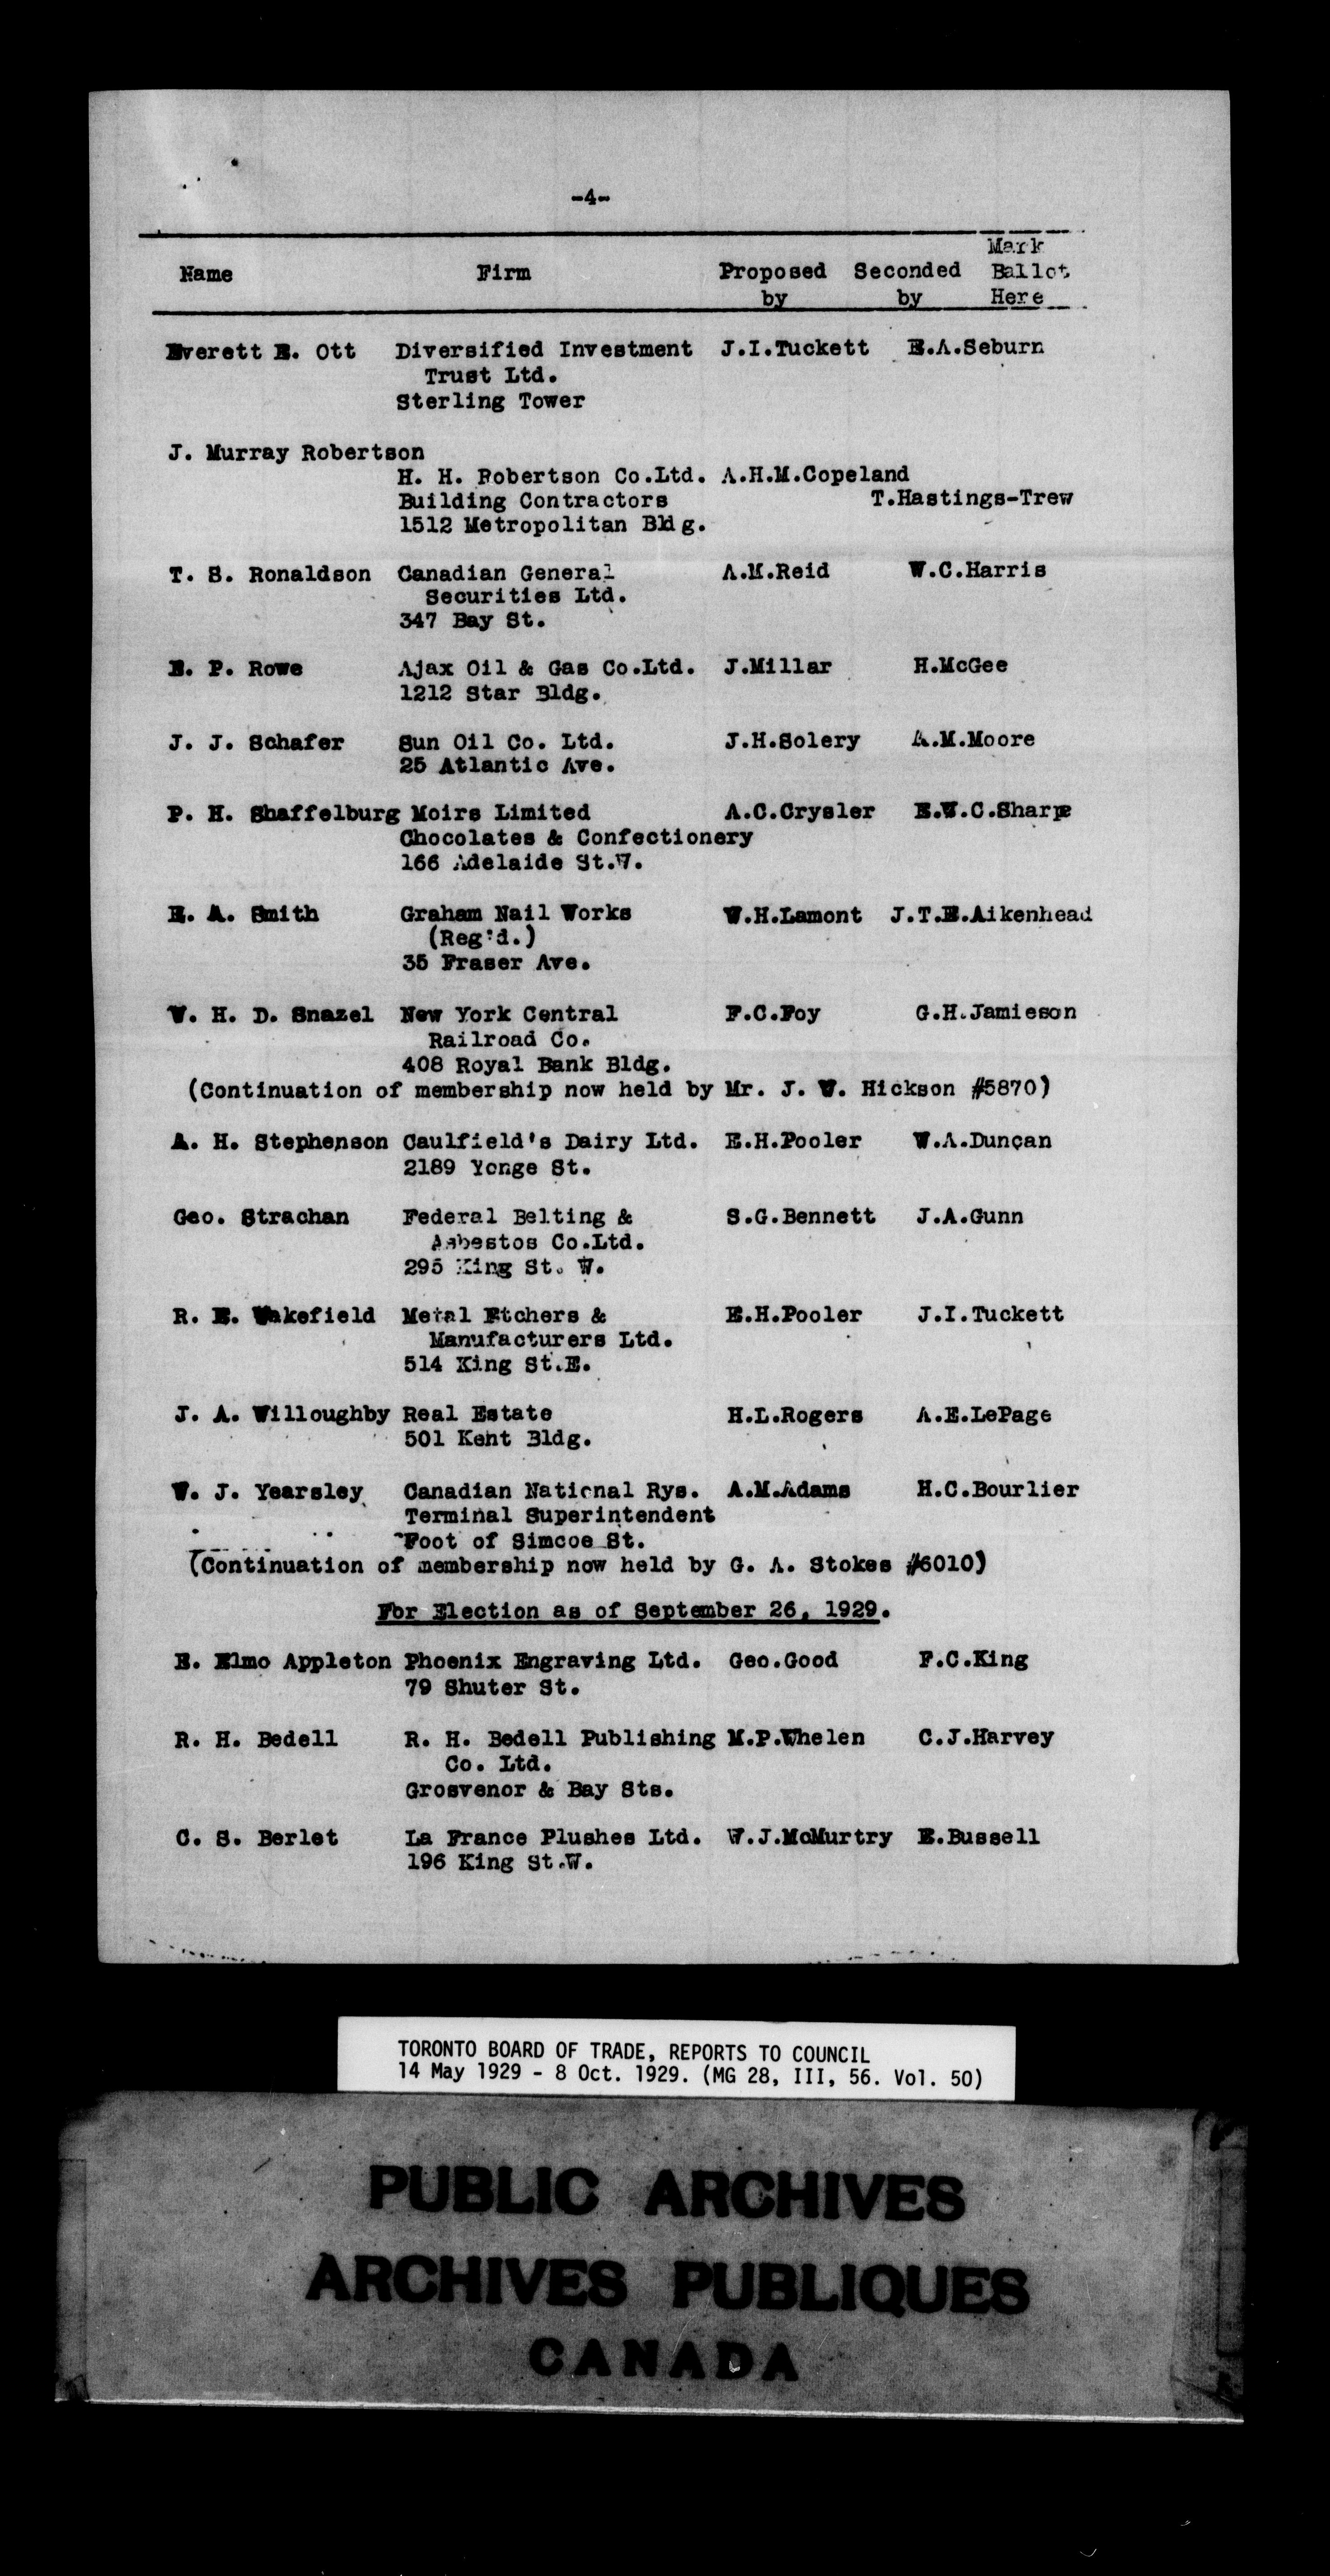 -4-
Mark
Name Firm Proposed Seconded Ballot
by by Here
Everett E. Ott Diversified Investment J.I.Tuckett E.A.Seburn
Trust Ltd.
Sterling Tower
J. Murray Robertson
H. H. Robertson Co.Ltd. A.H.M.Copeland
Building Contractors T.Hastings-Trew
1512 Metropolitan Bldg.
T. S. Ronaldson Canadian General A.M.Reid W.C.Harris
Securities Ltd.
347 Bay St.
E. P. Rowe Ajax Oil & Gas Co.Ltd. J.Millar H.McGee
1212 Star Bldg.
J. J. Schafer Sun Oil Co. Ltd. J.H.Solery A.M.Moore
25 Atlantic Ave.
P. H. Shaffelburg Moirs Limited A.C.Crysler E.W.C.Sharpe
Chocolates & Confectionery
166 Adelaide St.W.
E. A. Smith Graham Nail Works W.H.Lamont J.T.E.Aikenhead
(Reg'd.)
35 Fraser Ave.
W. H. D. Snazel New York Central F.C.Foy G.H.Jamieson
Railroad Co.
408 Royal Bank Bldg.
(Continuation of membership now held by Mr. J. W. Hickson #5870)
A. H. Stephenson Caulfield's Dairy Ltd. E.H.Pooler W.A.Duncan
2189 Yonge St.
Geo. Strachan Federal Belting & S.G.Bennett J.A.Gunn
Asbestos Co.Ltd.
295 King St. W.
R. E. Wakefield Metal Etchers & E.H.Pooler J.I.Tuckett
Manufacturers Ltd.
514 King St.E.
J. A. Willoughby Real Estate H.L.Rogers A.E.LePage
501 Kent Bldg.
W. J. Yearsley Canadian National Rys. A.M.Adams H.C.Bourlier
Terminal Superintendent
Foot of Simcoe St.
(Continuation of membership now held by G. A. Stokes #6010)
For Election as of September 26, 1929.
E. Elmo Appleton Phoenix Engraving Ltd. Geo.Good F.C.King
79 Shuter St.
R. H. Bedell R. H. Bedell Publishing M.P.Whelen C.J.Harvey
Co. Ltd.
Grosvenor & Bay Sts.
C. S. Berlet La France Plushes Ltd. W.J.McMurtry E.Bussell
196 King St.W.
TORONTO BOARD OF TRADE, REPORTS TO COUNCIL
14 May 1929 - 8 Oct. 1929. (MG 28, III, 56. Vol. 50)
PUBLIC ARCHIVES
ARCHIVES PUBLIQUES
CANADA